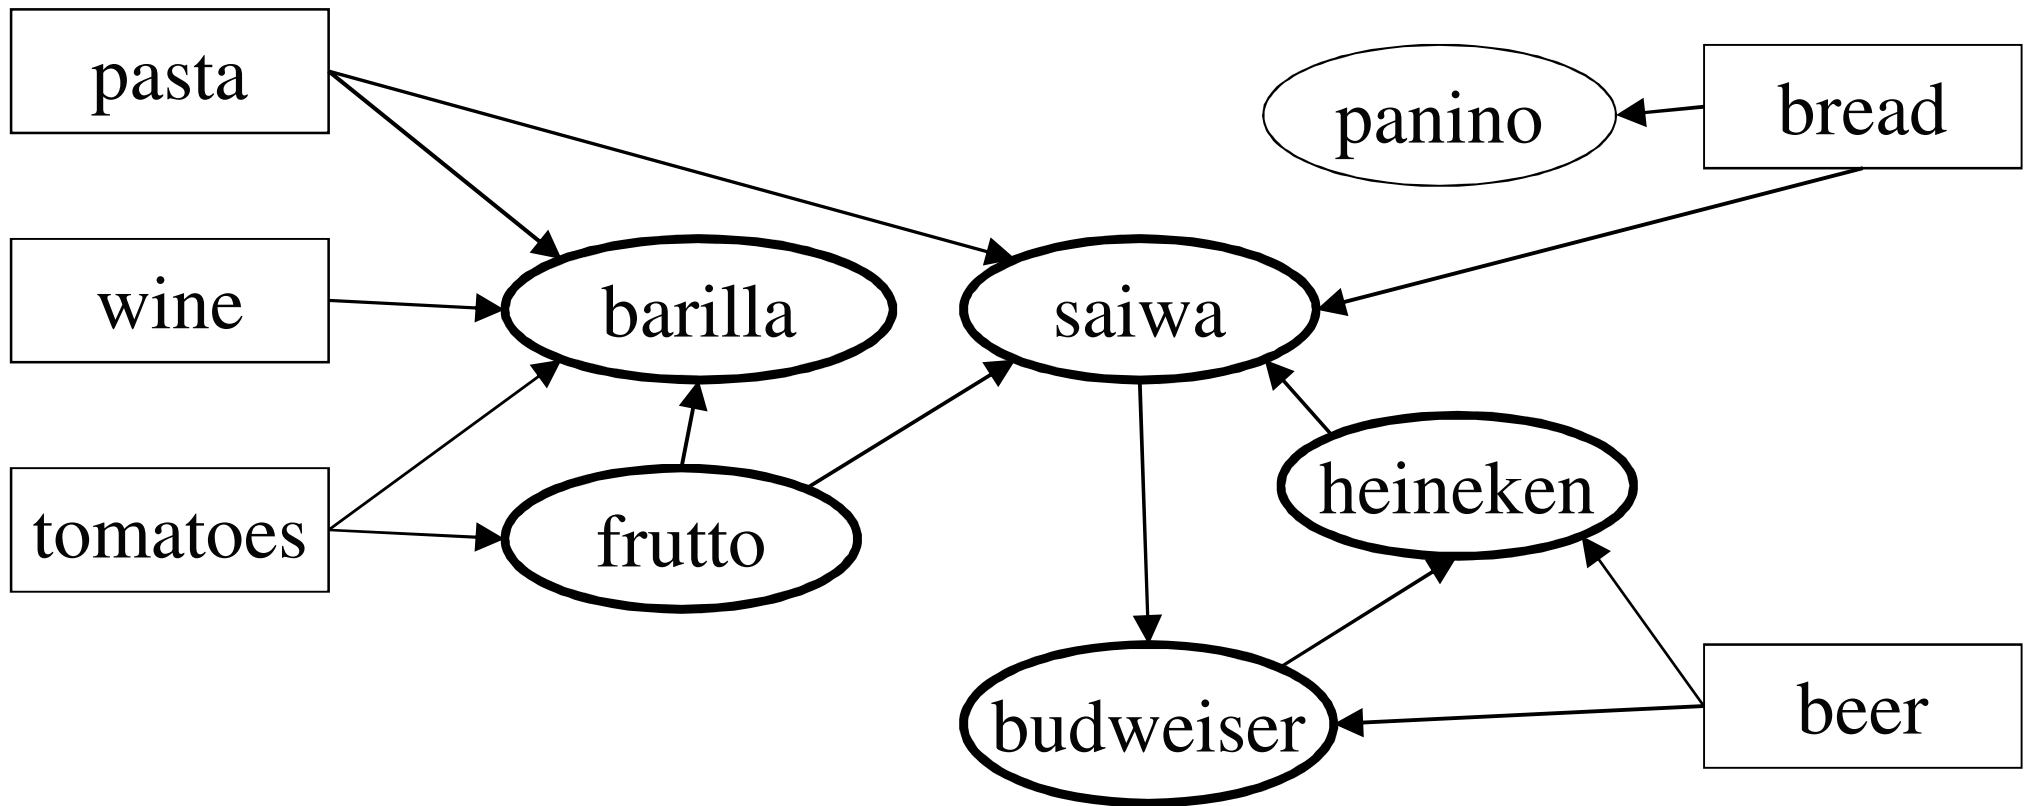 pasta
panino
bread
wine
barilla
saiwa
heineken
tomatoes
frutto
budweiser
beer